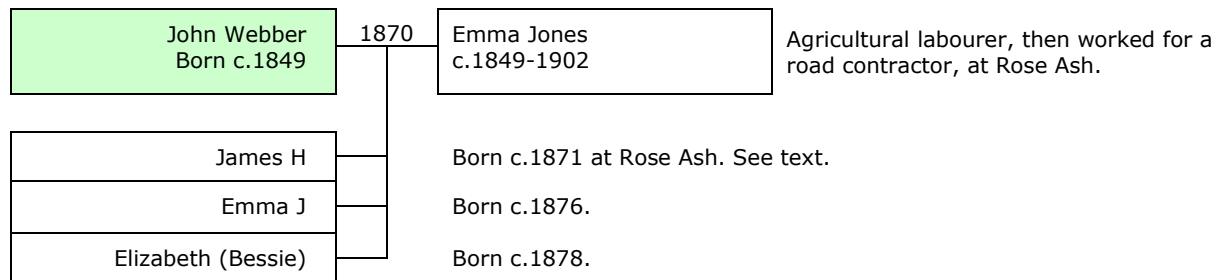 John Webber
Born c.1849
1870
Emma Jones
c.1849-1902
Agricultural labourer, then worked for a
road contractor, at Rose Ash.
James H
Born c.1871 at Rose Ash. See text.
Emma J
Born c.1876.
Elizabeth (Bessie)
Born c.1878.